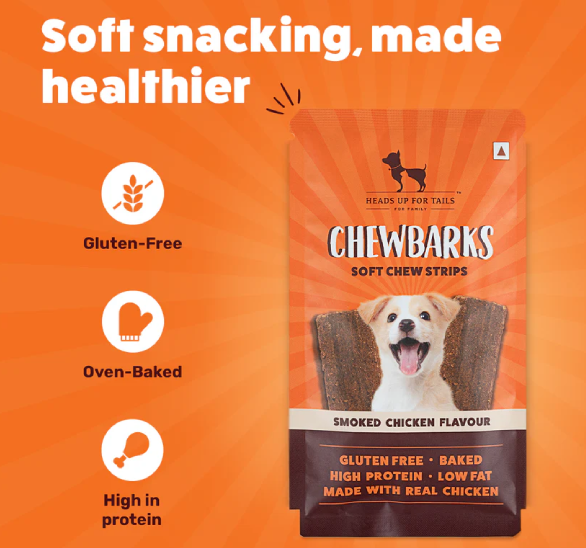 Soft snacking, made
healthier
Gluten-Free
Oven-Baked
High in
protein
HEADS UP FOR TAILS
FOR FAMILY
TM
CHEWBARKS
SOFT CHEW STRIPS
SMOKED CHICKEN FLAVOUR
GLUTEN FREE • BAKED
HIGH PROTEIN • LOW FAT
MADE WITH REAL CHICKEN